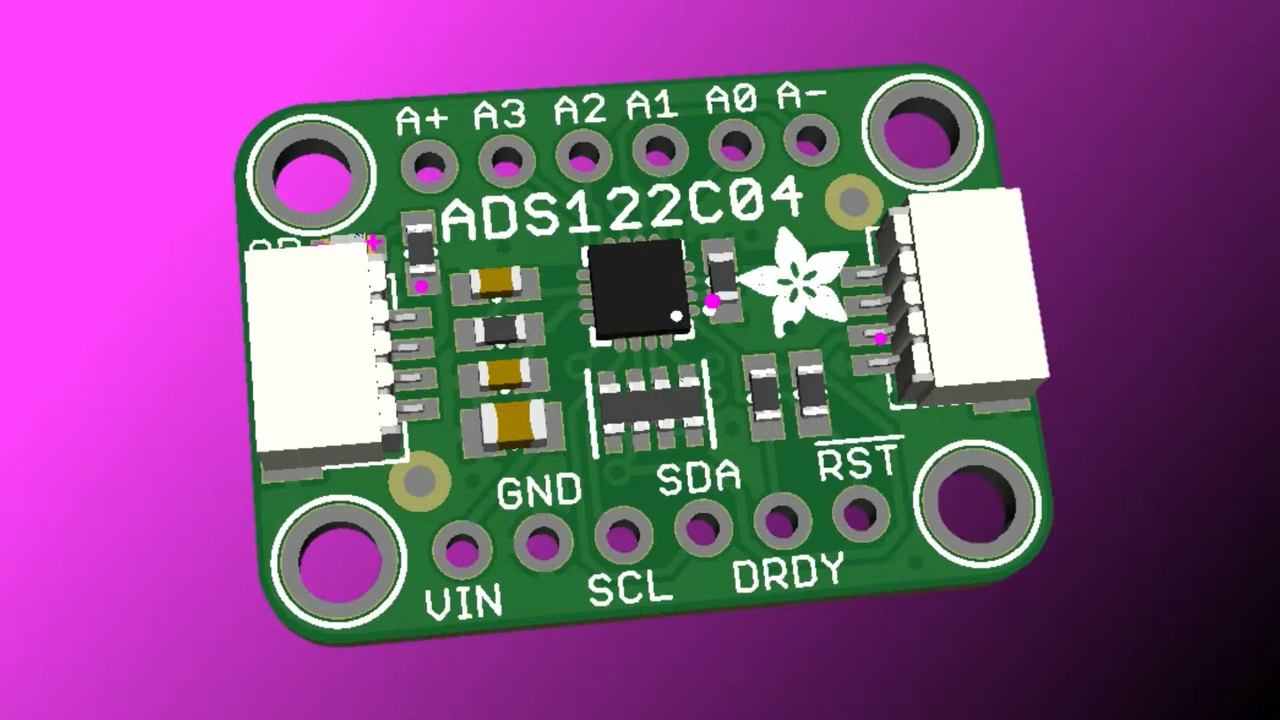 A+ A3 A2 A1 A0 A-
ADS122C04
GND SDA RST
VIN SCL DRDY